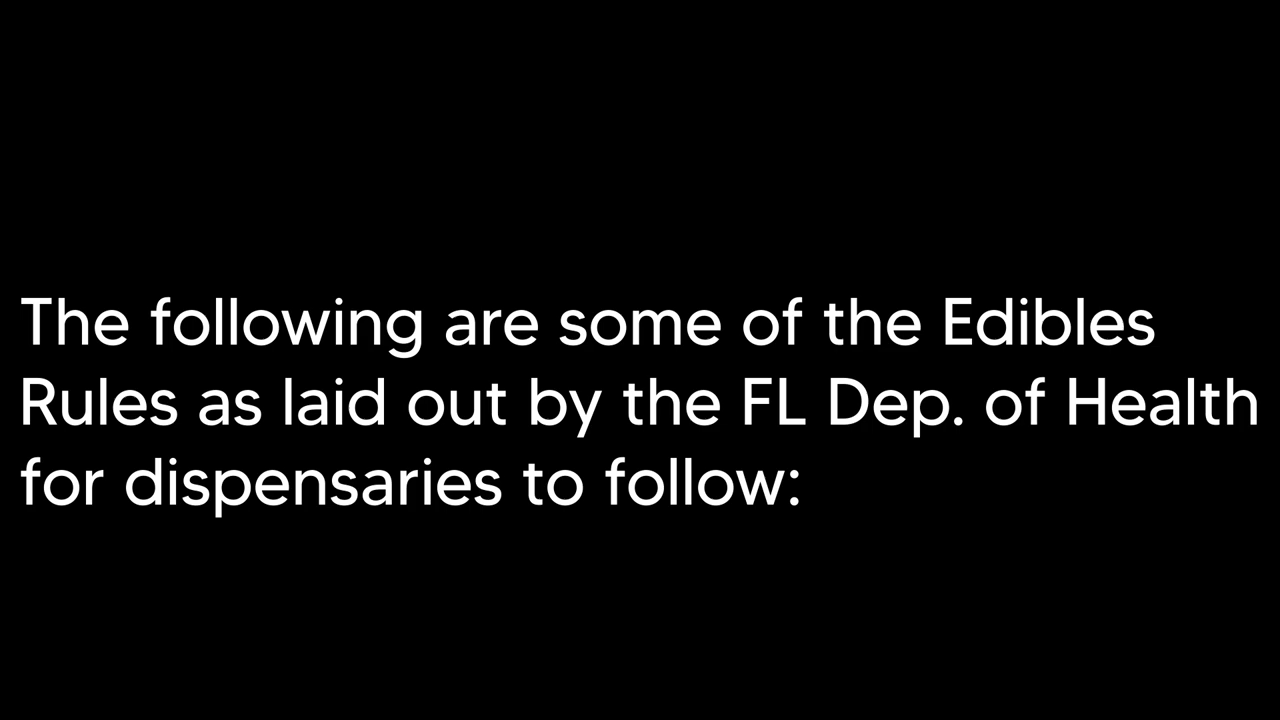 The following are some of the Edibles
Rules as laid out by the FL Dep. of Health
for dispensaries to follow: